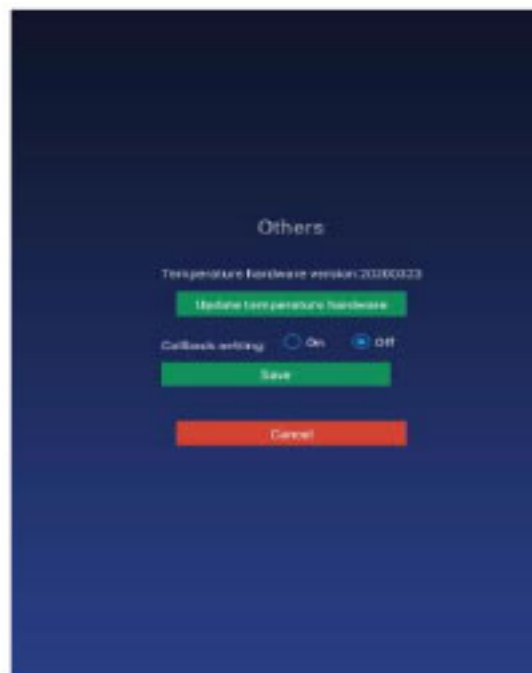 Others
Temperature hardware version:20200323
Update temperature hardware
Callback setting: On Off
Save
Cancel